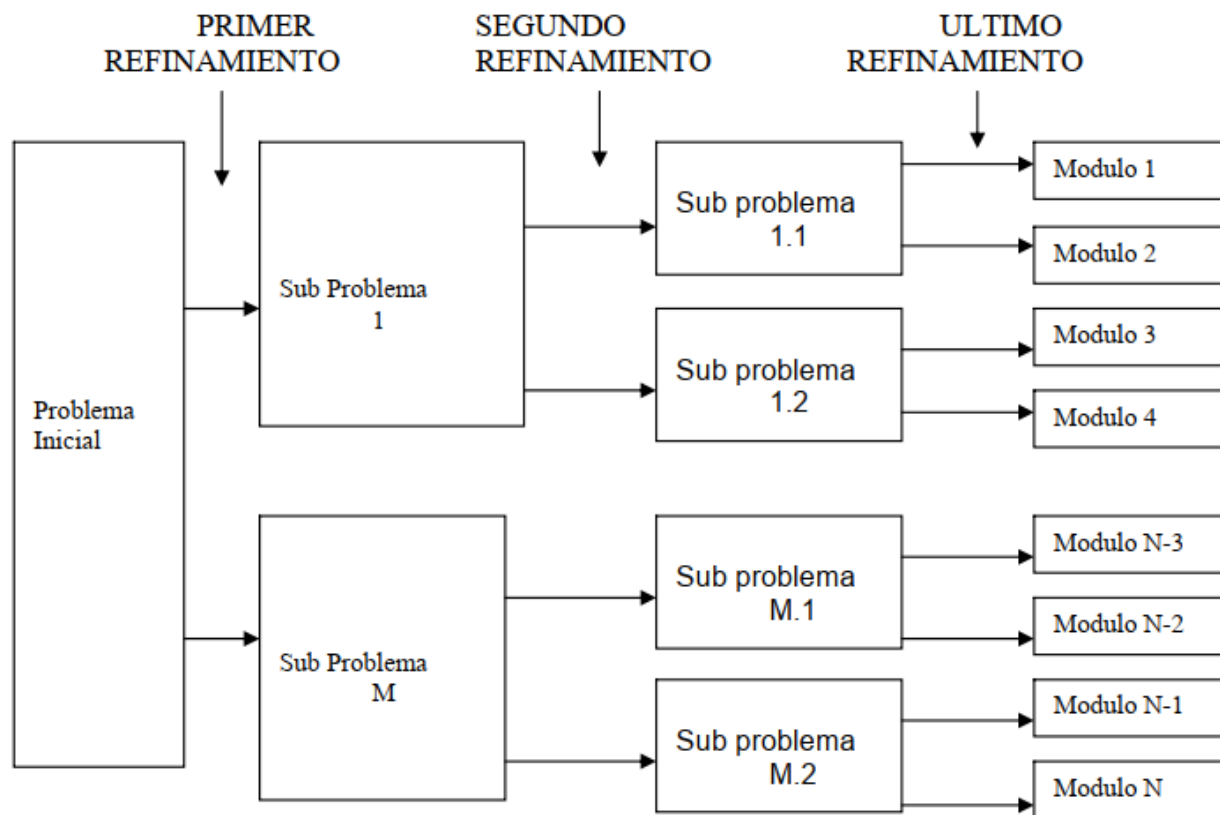 PRIMER
REFINAMIENTO
SEGUNDO
REFINAMIENTO
ULTIMO
REFINAMIENTO
Problema
Inicial
Sub Problema
1
Sub Problema
M
Sub problema
1.1
Sub problema
1.2
Sub problema
M.1
Sub problema
M.2
Modulo 1
Modulo 2
Modulo 3
Modulo 4
Modulo N-3
Modulo N-2
Modulo N-1
Modulo N